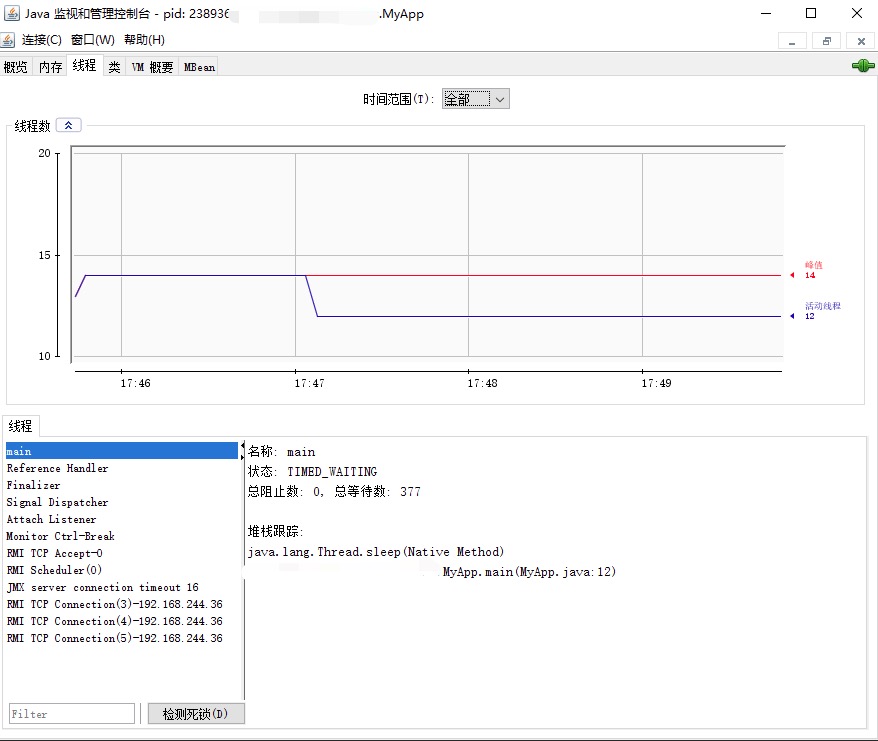 Java 监视和管理控制台 - pid: 238936 .MyApp
连接(C) 窗口(W) 帮助(H)
概览 内存 线程 类 VM 概要 MBean
时间范围(T): 全部
线程数
20
15
10
峰值
14
活动线程
12
17:46 17:47 17:48 17:49
线程
main
Reference Handler
Finalizer
Signal Dispatcher
Attach Listener
Monitor Ctrl-Break
RMI TCP Accept-0
RMI Scheduler(0)
JMX server connection timeout 16
RMI TCP Connection(3)-192.168.244.36
RMI TCP Connection(4)-192.168.244.36
RMI TCP Connection(5)-192.168.244.36
Filter 检测死锁(D)
名称: main
状态: TIMED_WAITING
总阻止数: 0, 总等待数: 377
堆栈跟踪:
java.lang.Thread.sleep(Native Method)
MyApp.main(MyApp.java:12)